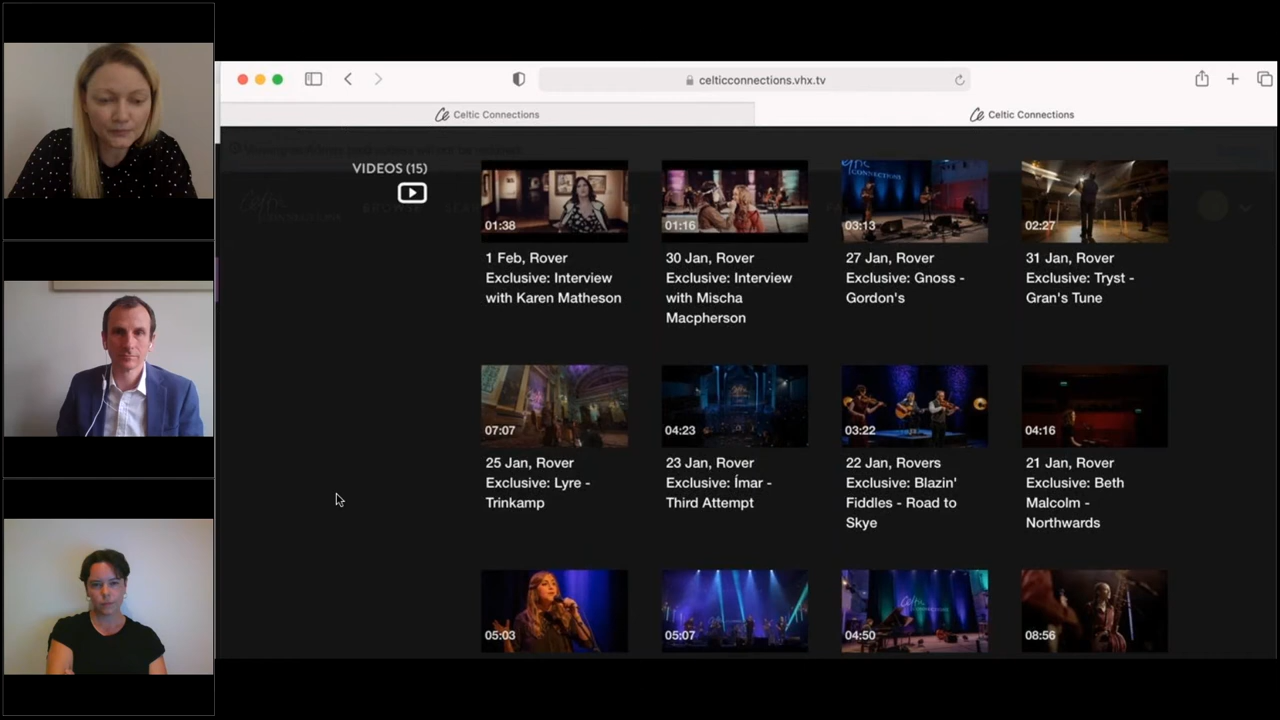 celticconnections.vhx.tv
Celtic Connections
Celtic Connections
VIDEOS (15)
01:38
01:16
03:13
02:27
1 Feb, Rover
Exclusive: Interview
with Karen Matheson
30 Jan, Rover
Exclusive: Interview
with Mischa
Macpherson
27 Jan, Rover
Exclusive: Gnoss -
Gordon's
31 Jan, Rover
Exclusive: Tryst -
Gran's Tune
07:07
04:23
03:22
04:16
25 Jan, Rover
Exclusive: Lyre -
Trinkamp
23 Jan, Rover
Exclusive: Ímar -
Third Attempt
22 Jan, Rovers
Exclusive: Blazin'
Fiddles - Road to
Skye
21 Jan, Rover
Exclusive: Beth
Malcolm -
Northwards
05:03
05:07
04:50
08:56